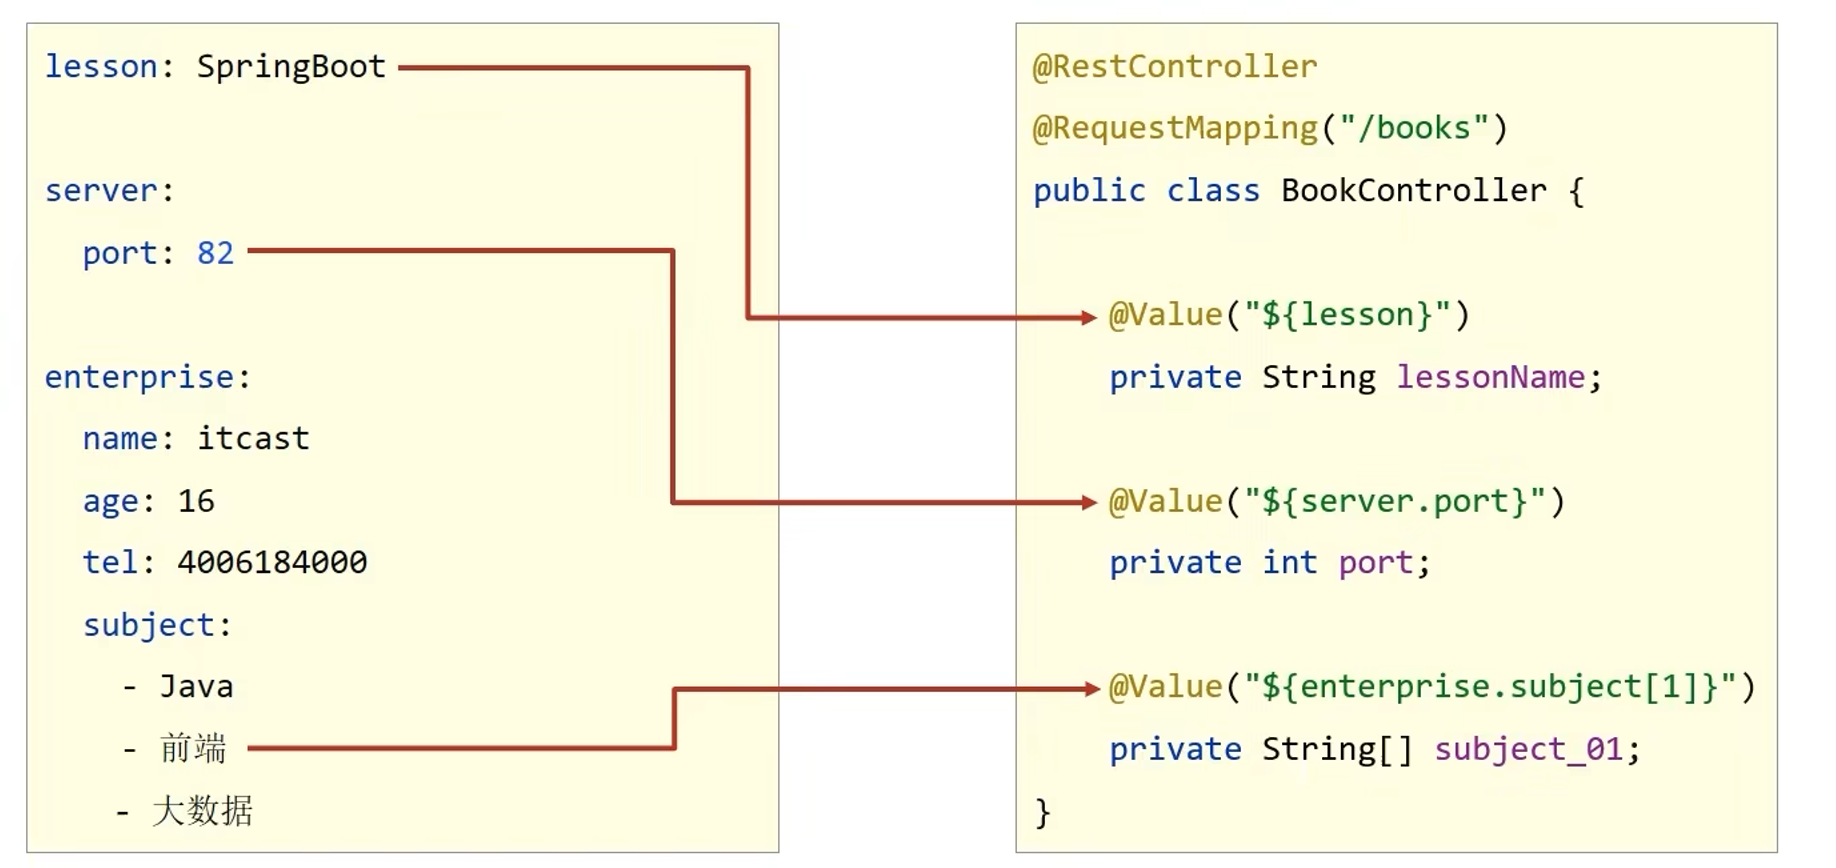 lesson: SpringBoot
server:
port: 82
enterprise:
name: itcast
age: 16
tel: 4006184000
subject:
- Java
- 前端
- 大数据
@RestController
@RequestMapping("/books")
public class BookController {
@Value("${lesson}")
private String lessonName;
@Value("${server.port}")
private int port;
@Value("${enterprise.subject[1]}")
private String[] subject_01;
}